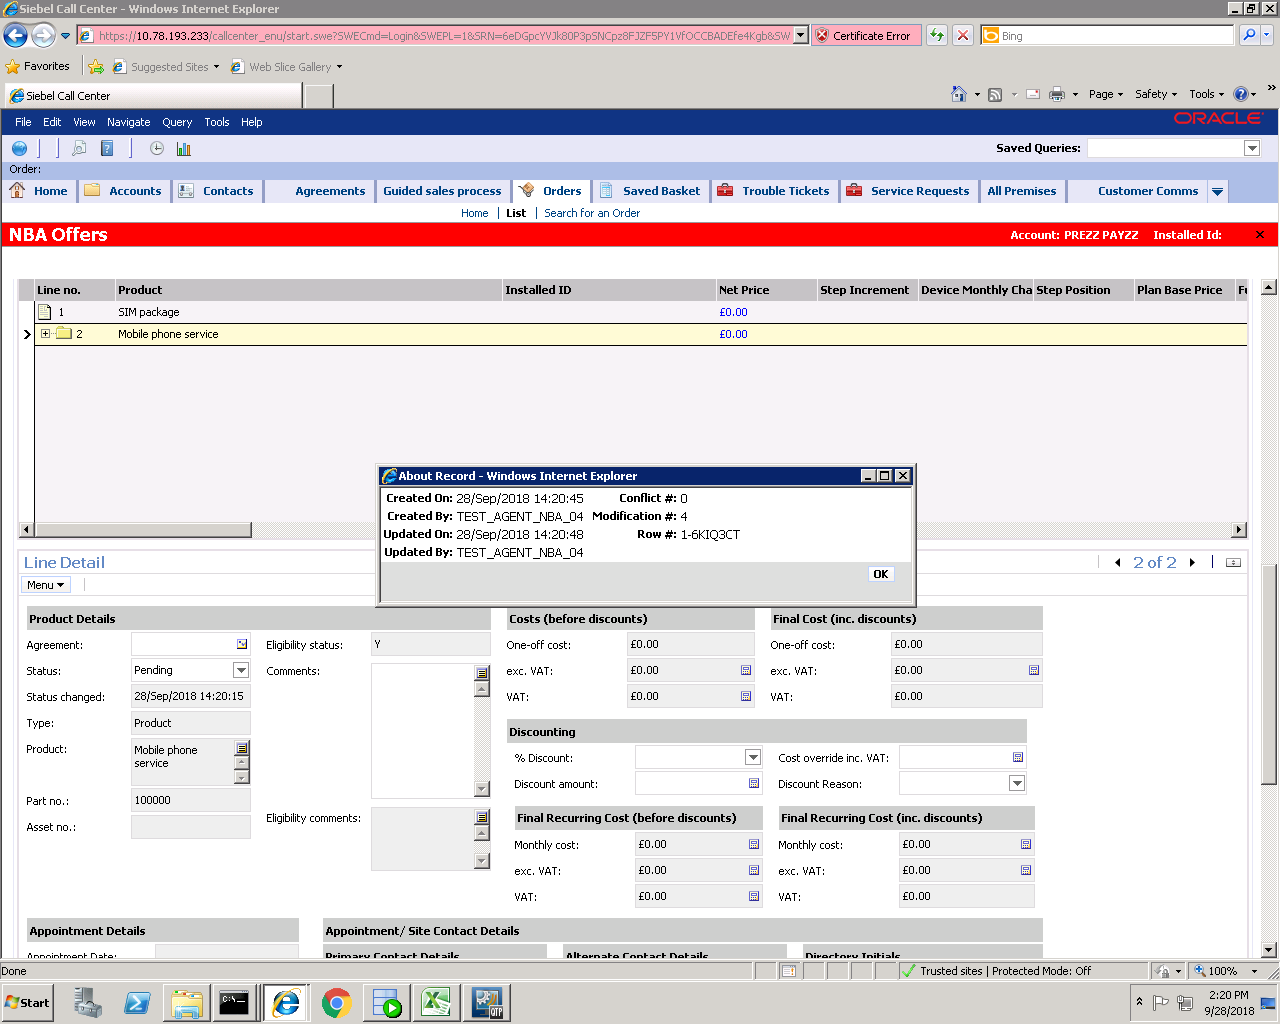 Siebel Call Center - Windows Internet Explorer
https://10.78.193.233/callcenter_enu/start.swe?SWECmd=Login&SWEPL=1&SRN=6eDGpcYVJk80P3pSNCpz8FJZF5PY1VfOCCBADEfe4Kgb&SW
Certificate Error
Bing
Favorites
Suggested Sites
Web Slice Gallery
Siebel Call Center
Page
Safety
Tools
File Edit View Navigate Query Tools Help
ORACLE
Saved Queries:
Order:
Home Accounts Contacts Agreements Guided sales process Orders Saved Basket Trouble Tickets Service Requests All Premises Customer Comms
Home | List | Search for an Order
NBA Offers
Account: PREZZ PAYZZ Installed Id:
Line no. Product Installed ID Net Price Step Increment Device Monthly Cha Step Position Plan Base Price
1 SIM package £0.00
2 Mobile phone service £0.00
About Record - Windows Internet Explorer
Created On: 28/Sep/2018 14:20:45 Conflict #: 0
Created By: TEST_AGENT_NBA_04 Modification #: 4
Updated On: 28/Sep/2018 14:20:48 Row #: 1-6KIQ3CT
Updated By: TEST_AGENT_NBA_04
OK
Line Detail
2 of 2
Menu
Product Details
Agreement:
Status: Pending
Status changed: 28/Sep/2018 14:20:15
Type: Product
Product: Mobile phone
service
Part no.: 100000
Asset no.:
Eligibility status: Y
Comments:
Eligibility comments:
Costs (before discounts)
One-off cost: £0.00
exc. VAT: £0.00
VAT: £0.00
Final Cost (inc. discounts)
One-off cost: £0.00
exc. VAT: £0.00
VAT: £0.00
Discounting
% Discount:
Discount amount:
Cost override inc. VAT:
Discount Reason:
Final Recurring Cost (before discounts)
Monthly cost: £0.00
exc. VAT: £0.00
VAT: £0.00
Final Recurring Cost (inc. discounts)
Monthly cost: £0.00
exc. VAT: £0.00
VAT: £0.00
Appointment Details
Appointment Date:
Appointment/ Site Contact Details
Primary Contact Details
Alternate Contact Details
Directory Initials
Done
Trusted sites | Protected Mode: Off
100%
Start
C:\
QTP
2:20 PM
9/28/2018